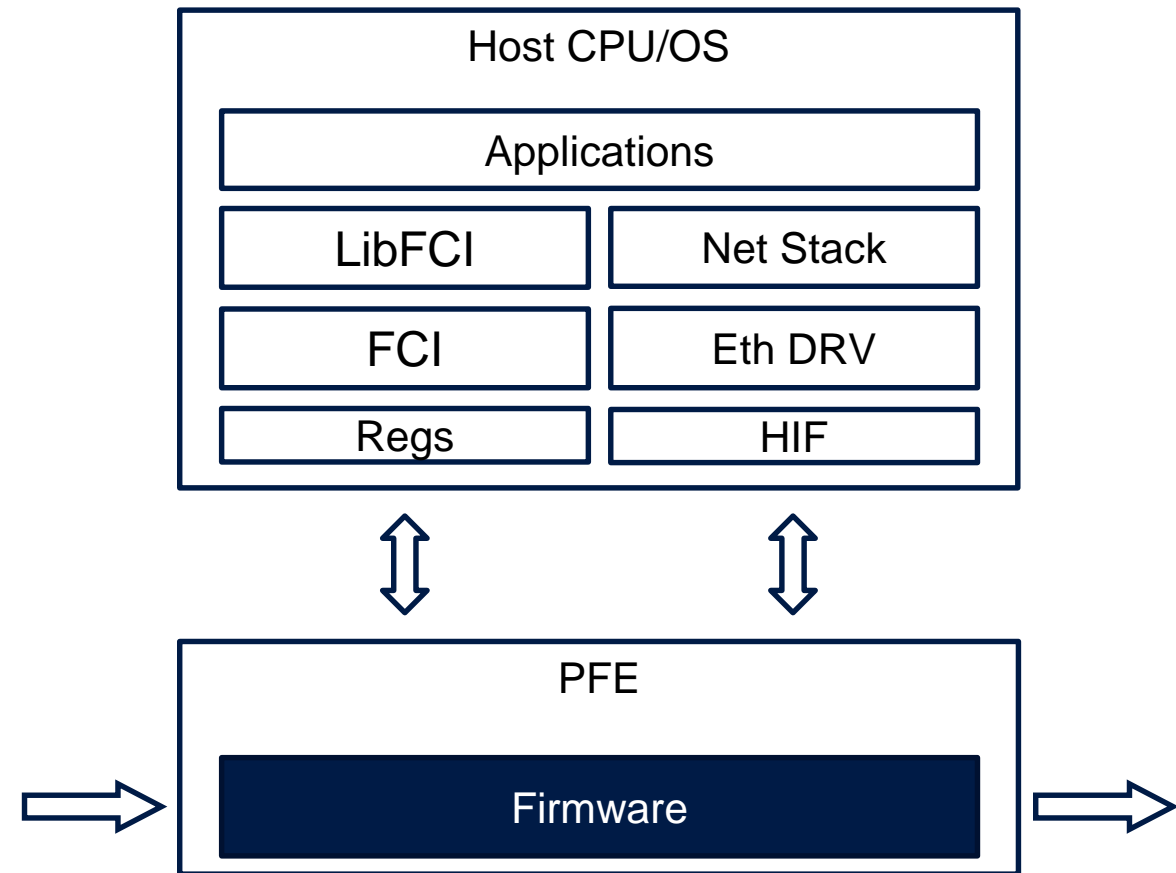 Host CPU/OS
Applications
LibFCI
Net Stack
FCI
Eth DRV
Regs
HIF
PFE
Firmware